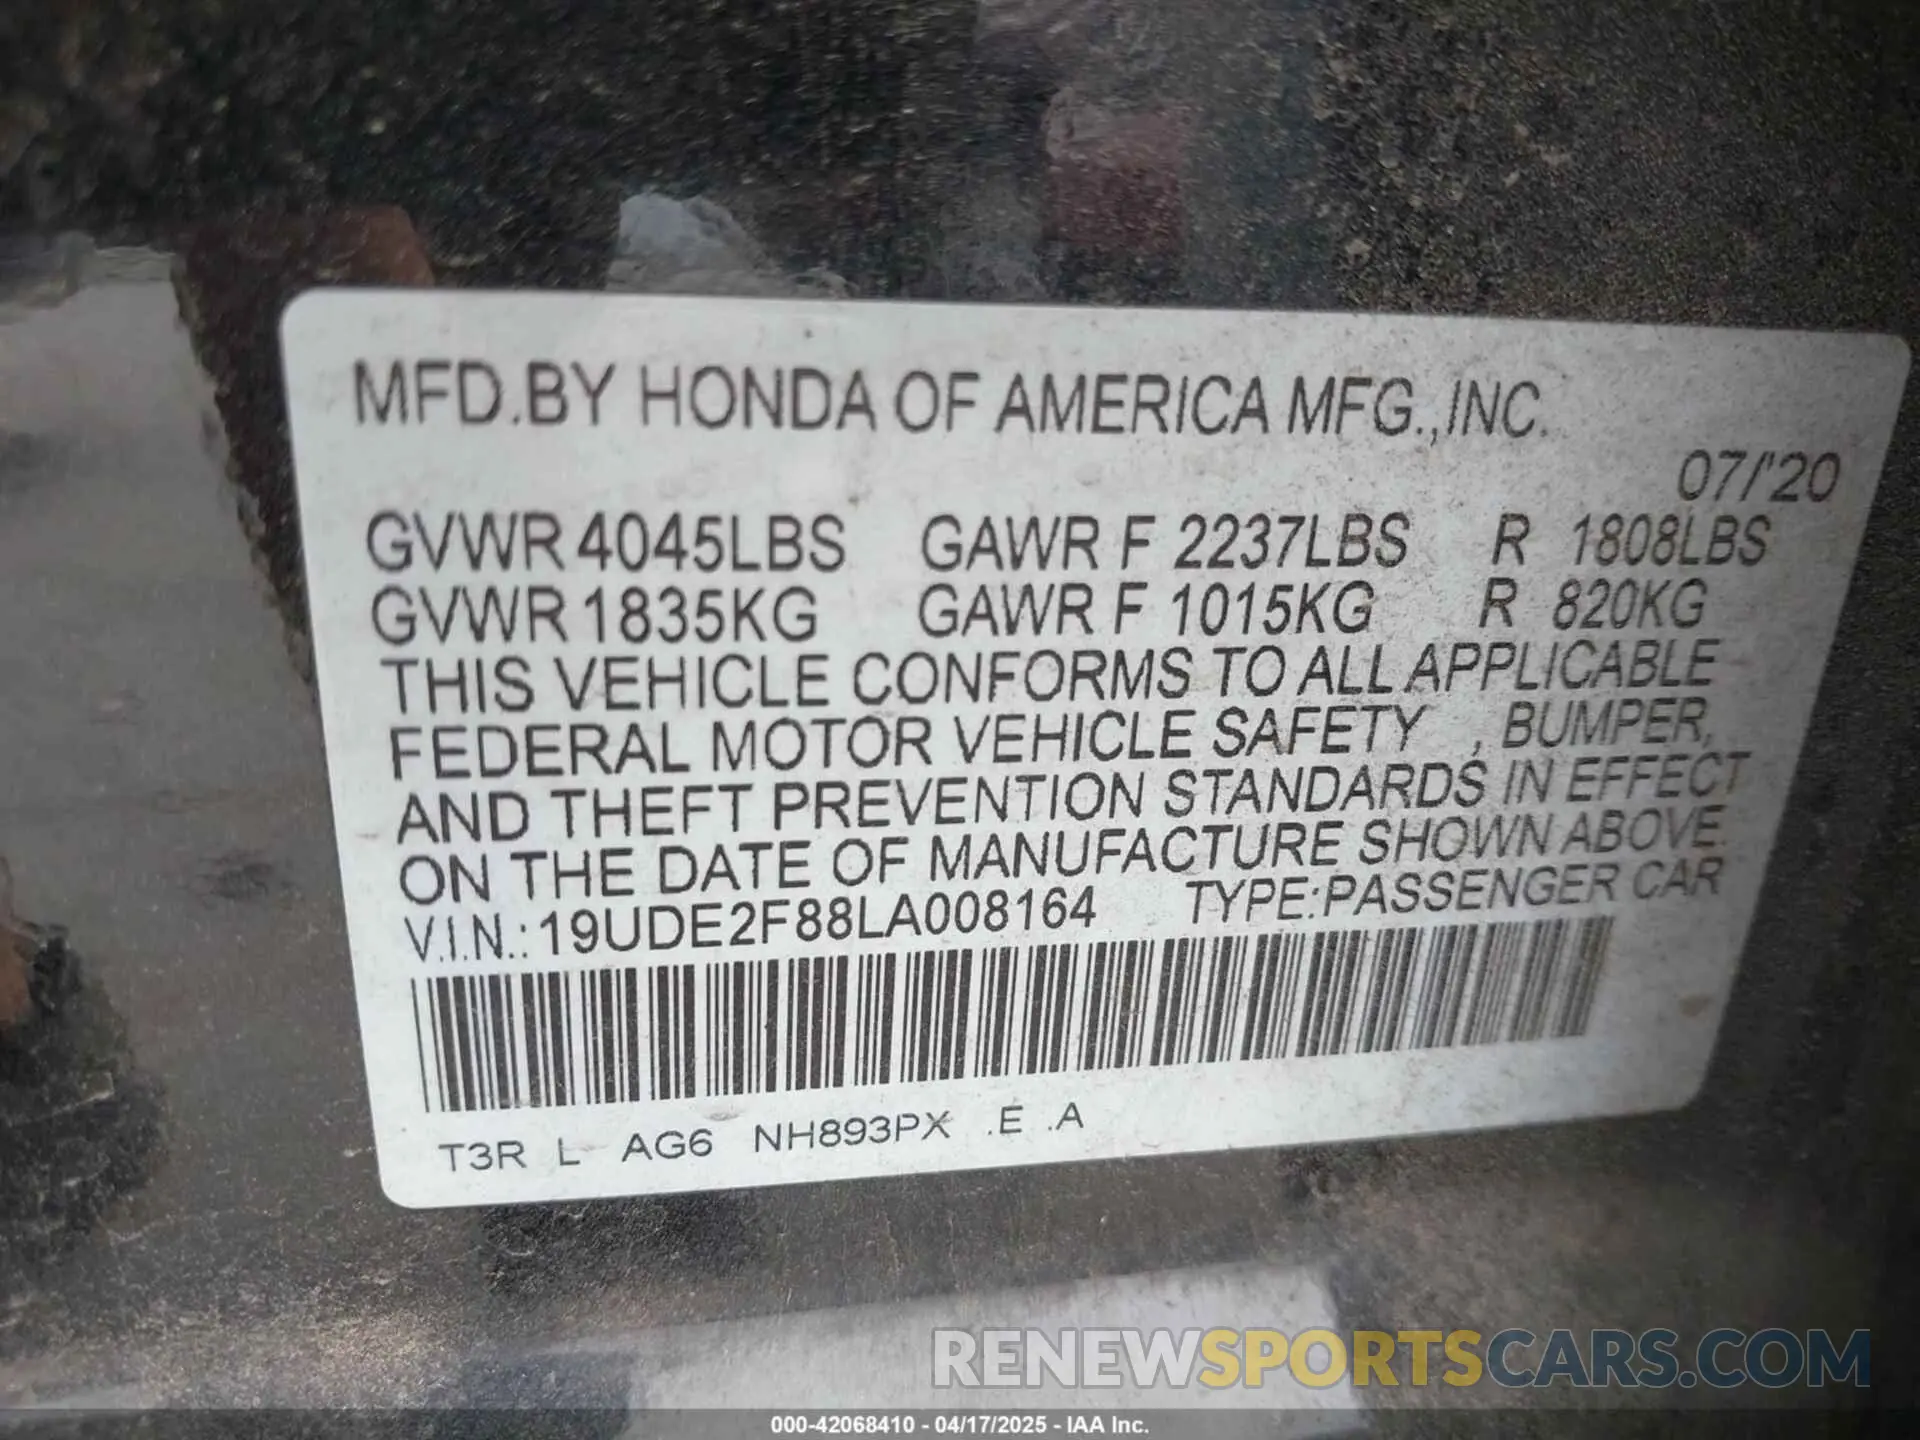 MFD.BY HONDA OF AMERICA MFG.,INC.
07/'20
GVWR 4045LBS GAWR F 2237LBS R 1808LBS
GVWR 1835KG GAWR F 1015KG R 820KG
THIS VEHICLE CONFORMS TO ALL APPLICABLE
FEDERAL MOTOR VEHICLE SAFETY , BUMPER,
AND THEFT PREVENTION STANDARDS IN EFFECT
ON THE DATE OF MANUFACTURE SHOWN ABOVE.
V.I.N.: 19UDE2F88LA008164 TYPE:PASSENGER CAR
T3R L AG6 NH893PX .E .A
RENEWSPORTSCARS.COM
000-42068410 - 04/17/2025 - IAA Inc.